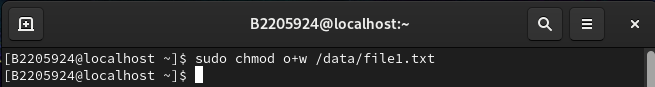 B2205924@localhost:~
[B2205924@localhost ~]$ sudo chmod o+w /data/file1.txt
[B2205924@localhost ~]$